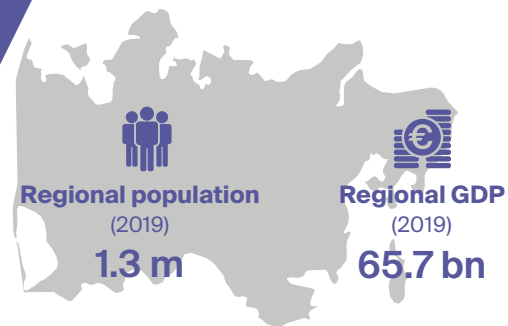 €
Regional population
(2019)
1.3 m
Regional GDP
(2019)
65.7 bn